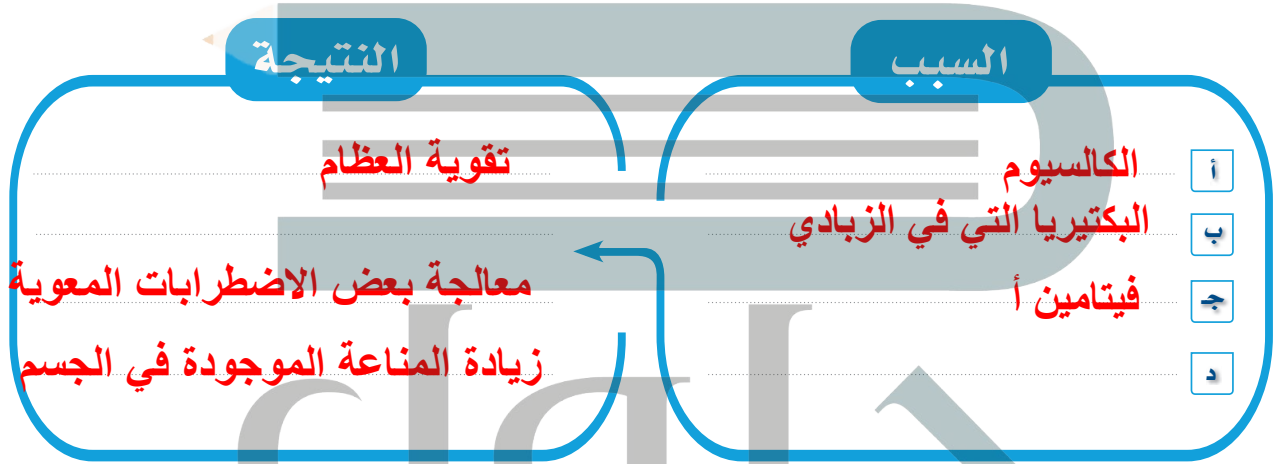 السبب
النتيجة
أ الكالسيوم
تقوية العظام
ب البكتيريا التي في الزبادي
جـ فيتامين أ
معالجة بعض الاضطرابات المعوية
د
زيادة المناعة الموجودة في الجسم
حلول